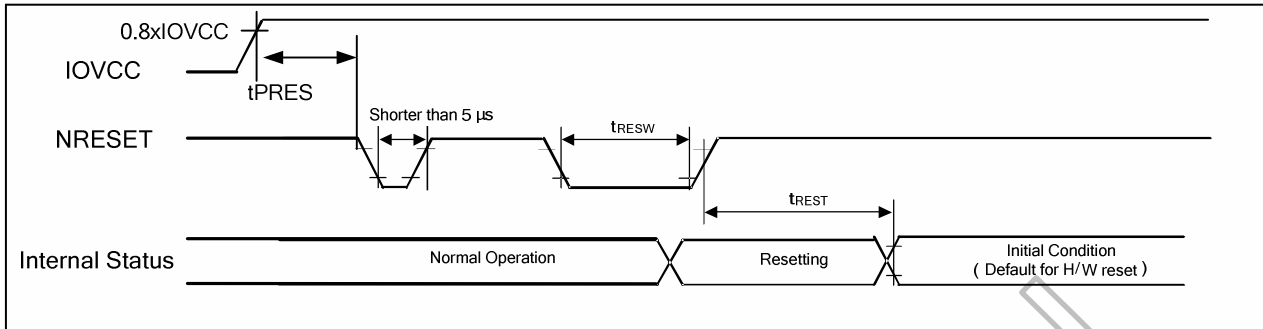 0.8xIOVCC
IOVCC
tPRES
Shorter than 5 µs
NRESET
tRESW
tREST
Internal Status
Normal Operation
Resetting
Initial Condition
( Default for H/W reset )